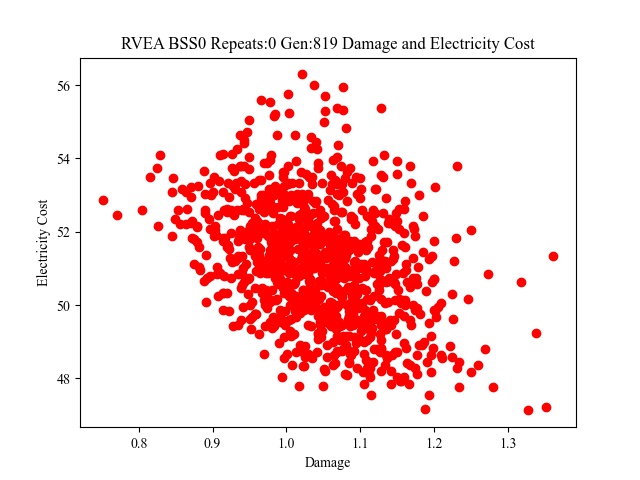 RVEA BSS0 Repeats:0 Gen:819 Damage and Electricity Cost
56
54
52
50
48
Electricity Cost
0.8 0.9 1.0 1.1 1.2 1.3
Damage